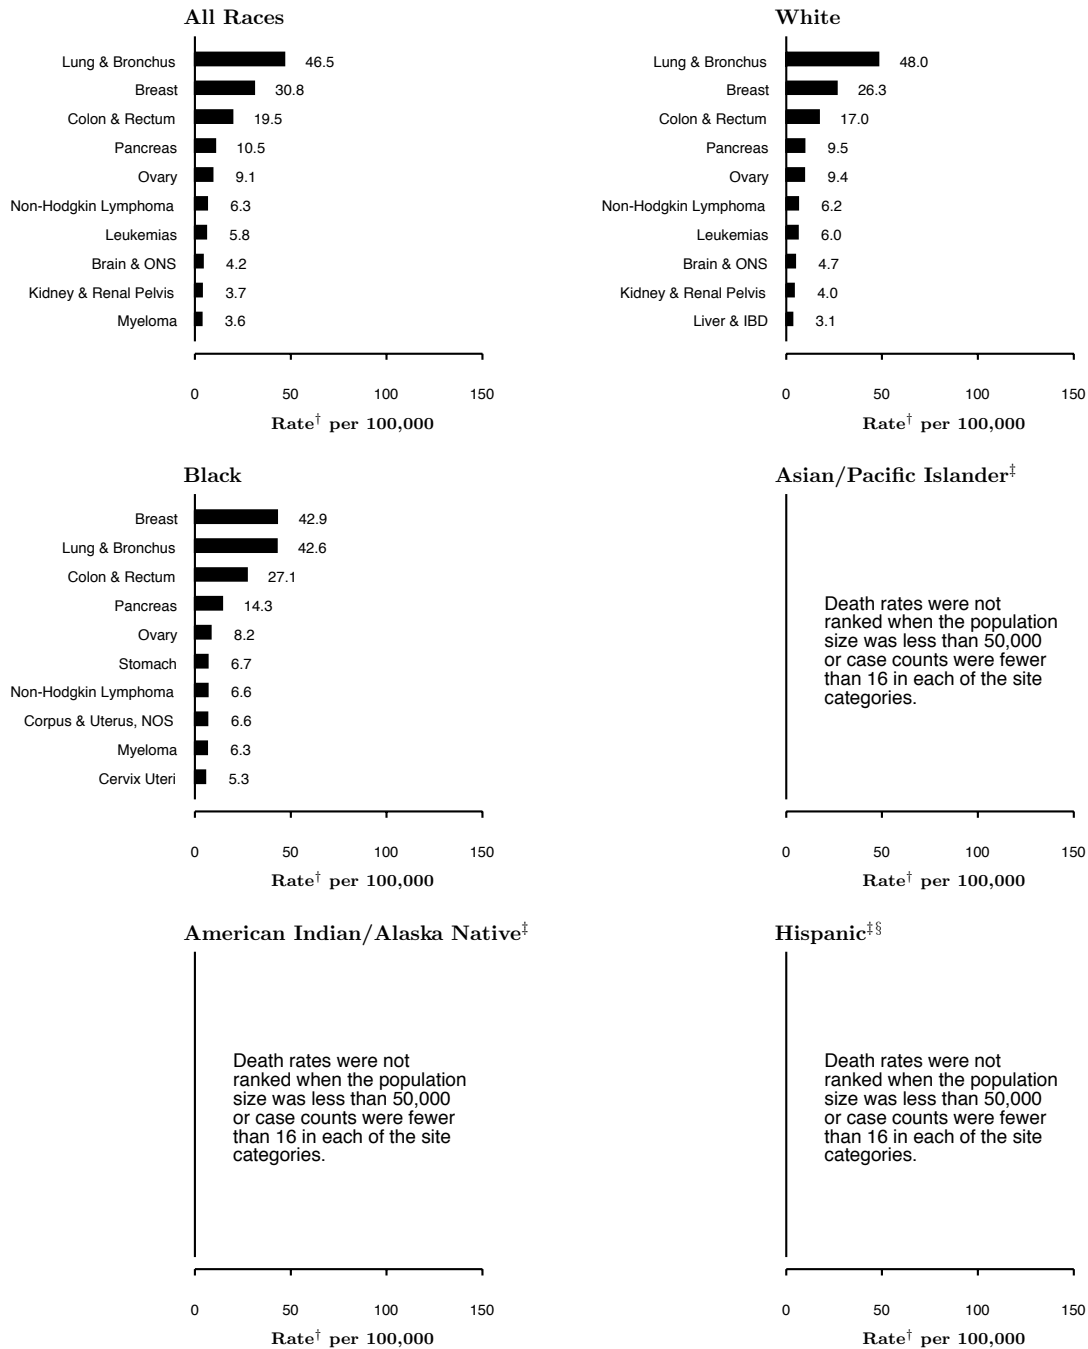 All Races
Lung & Bronchus 46.5
Breast 30.8
Colon & Rectum 19.5
Pancreas 10.5
Ovary 9.1
Non-Hodgkin Lymphoma 6.3
Leukemias 5.8
Brain & ONS 4.2
Kidney & Renal Pelvis 3.7
Myeloma 3.6
0 50 100 150
Rate† per 100,000
White
Lung & Bronchus 48.0
Breast 26.3
Colon & Rectum 17.0
Pancreas 9.5
Ovary 9.4
Non-Hodgkin Lymphoma 6.2
Leukemias 6.0
Brain & ONS 4.7
Kidney & Renal Pelvis 4.0
Liver & IBD 3.1
0 50 100 150
Rate† per 100,000
Black
Breast 42.9
Lung & Bronchus 42.6
Colon & Rectum 27.1
Pancreas 14.3
Ovary 8.2
Stomach 6.7
Non-Hodgkin Lymphoma 6.6
Corpus & Uterus, NOS 6.6
Myeloma 6.3
Cervix Uteri 5.3
0 50 100 150
Rate† per 100,000
Asian/Pacific Islander‡
Death rates were not
ranked when the population
size was less than 50,000
or case counts were fewer
than 16 in each of the site
categories.
0 50 100 150
Rate† per 100,000
American Indian/Alaska Native‡
Death rates were not
ranked when the population
size was less than 50,000
or case counts were fewer
than 16 in each of the site
categories.
0 50 100 150
Rate† per 100,000
Hispanic‡§
Death rates were not
ranked when the population
size was less than 50,000
or case counts were fewer
than 16 in each of the site
categories.
0 50 100 150
Rate† per 100,000